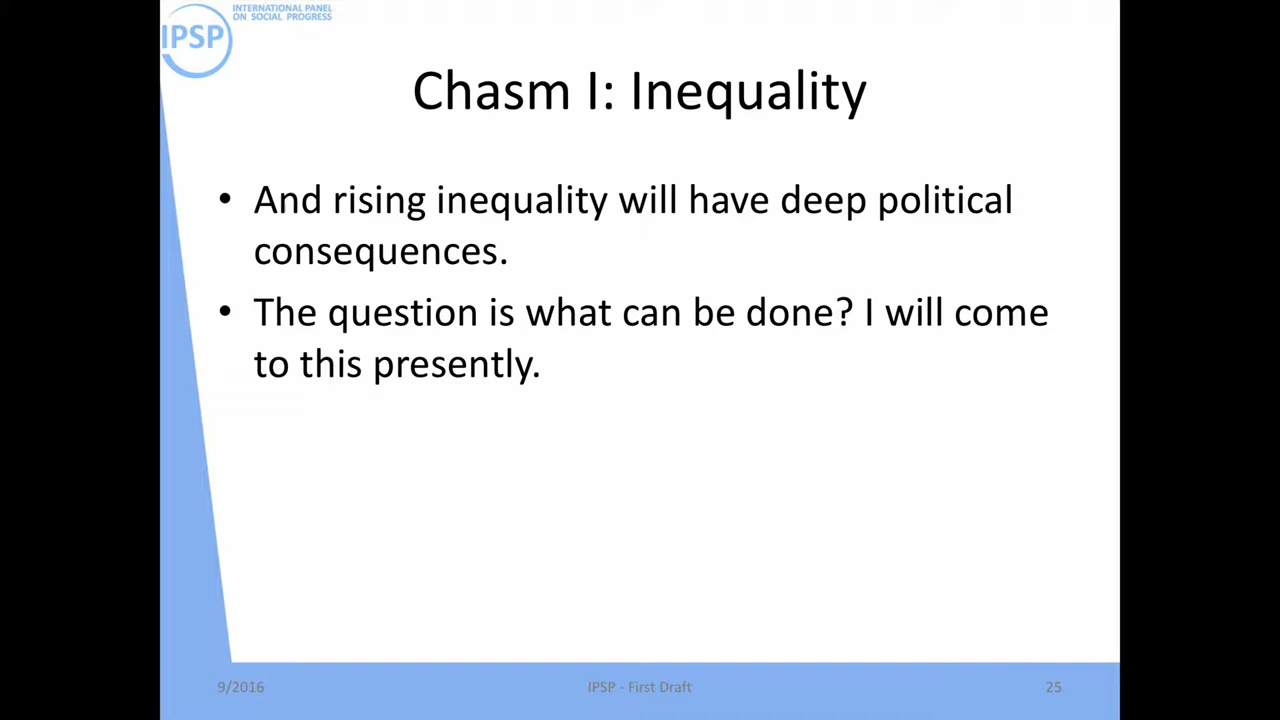 INTERNATIONAL PANEL
ON SOCIAL PROGRESS
IPSP
Chasm I: Inequality
• And rising inequality will have deep political
consequences.
• The question is what can be done? I will come
to this presently.
9/2016
IPSP - First Draft
25